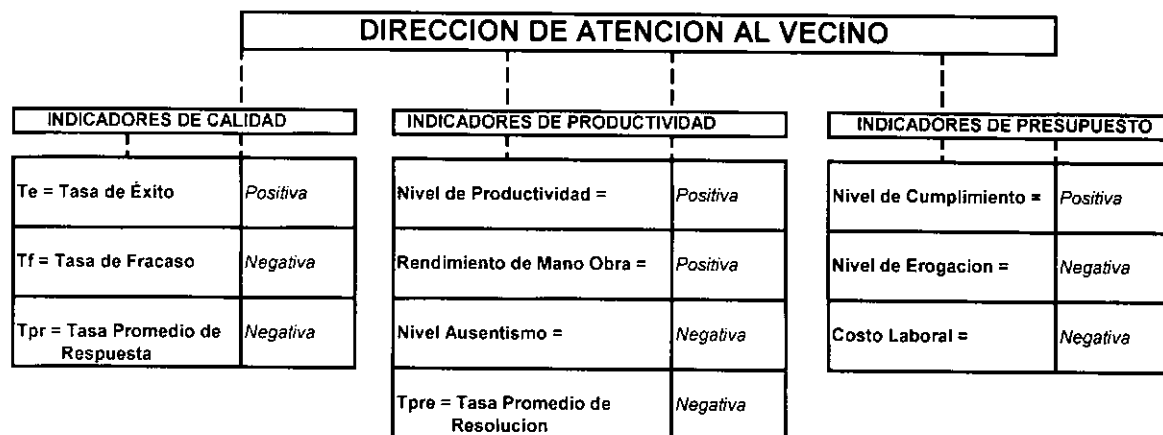 DIRECCION DE ATENCION AL VECINO
INDICADORES DE CALIDAD
Te = Tasa de Éxito Positiva
Tf = Tasa de Fracaso Negativa
Tpr = Tasa Promedio de Negativa
Respuesta
INDICADORES DE PRODUCTIVIDAD
Nivel de Productividad = Positiva
Rendimiento de Mano Obra = Positiva
Nivel Ausentismo = Negativa
Tpre = Tasa Promedio de Negativa
Resolucion
INDICADORES DE PRESUPUESTO
Nivel de Cumplimiento = Positiva
Nivel de Erogacion = Negativa
Costo Laboral = Negativa